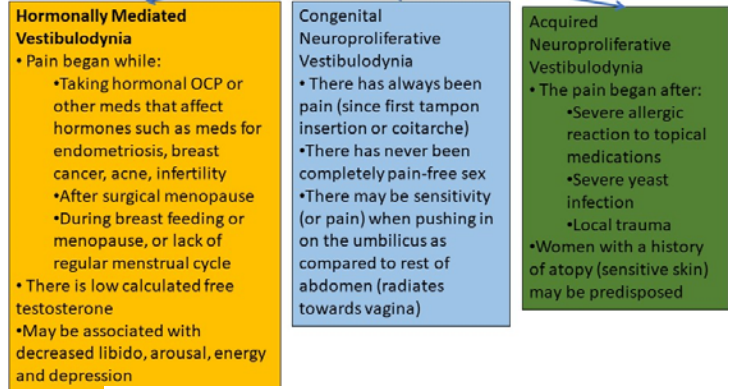 Hormonally Mediated
Vestibulodynia
• Pain began while:
•Taking hormonal OCP or
other meds that affect
hormones such as meds for
endometriosis, breast
cancer, acne, infertility
•After surgical menopause
•During breast feeding or
menopause, or lack of
regular menstrual cycle
• There is low calculated free
testosterone
•May be associated with
decreased libido, arousal, energy
and depression
Congenital
Neuroproliferative
Vestibulodynia
• There has always been
pain (since first tampon
insertion or coitarche)
•There has never been
completely pain-free sex
•There may be sensitivity
(or pain) when pushing in
on the umbilicus as
compared to rest of
abdomen (radiates
towards vagina)
Acquired
Neuroproliferative
Vestibulodynia
• The pain began after:
•Severe allergic
reaction to topical
medications
•Severe yeast
infection
•Local trauma
•Women with a history
of atopy (sensitive skin)
may be predisposed